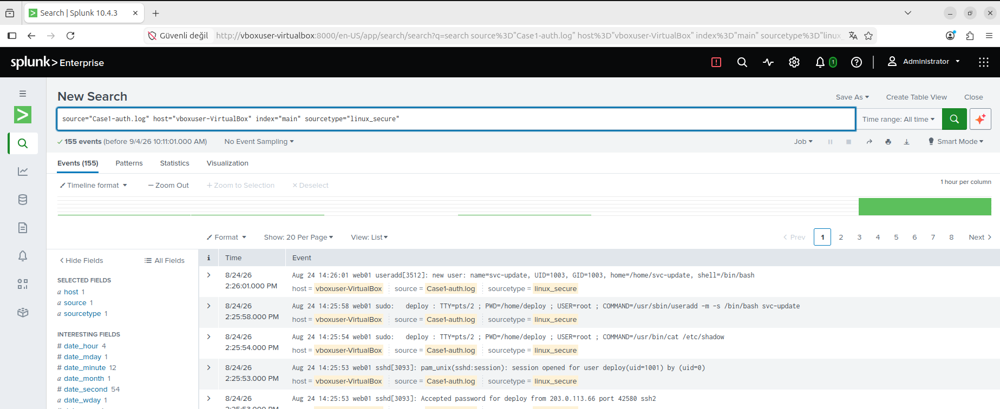 Search | Splunk 10.4.3
Güvenli değil http://vboxuser-virtualbox:8000/en-US/app/search/search?q=search source%3D"Case1-auth.log" host%3D"vboxuser-VirtualBox" index%3D"main" sourcetype%3D"linux_
splunk> Enterprise
1
Administrator
New Search
Save As
Create Table View
Close
source="Case1-auth.log" host="vboxuser-VirtualBox" index="main" sourcetype="linux_secure"
Time range: All time
155 events (before 9/4/26 10:11:01.000 AM)
No Event Sampling
Job
Smart Mode
Events (155)
Patterns
Statistics
Visualization
Timeline format
Zoom Out
Zoom to Selection
Deselect
1 hour per column
Format
Show: 20 Per Page
View: List
Prev 1 2 3 4 5 6 7 8 Next
Hide Fields
All Fields
i Time Event
SELECTED FIELDS
a host 1
a source 1
a sourcetype 1
INTERESTING FIELDS
# date_hour 4
# date_mday 1
# date_minute 12
a date_month 1
# date_second 54
a date_wday 1
8/24/26
2:26:01.000 PM
Aug 24 14:26:01 web01 useradd[3512]: new user: name=svc-update, UID=1003, GID=1003, home=/home/svc-update, shell=/bin/bash
host = vboxuser-VirtualBox source = Case1-auth.log sourcetype = linux_secure
8/24/26
2:25:58.000 PM
Aug 24 14:25:58 web01 sudo:   deploy : TTY=pts/2 ; PWD=/home/deploy ; USER=root ; COMMAND=/usr/sbin/useradd -m -s /bin/bash svc-update
host = vboxuser-VirtualBox source = Case1-auth.log sourcetype = linux_secure
8/24/26
2:25:54.000 PM
Aug 24 14:25:54 web01 sudo:   deploy : TTY=pts/2 ; PWD=/home/deploy ; USER=root ; COMMAND=/usr/bin/cat /etc/shadow
host = vboxuser-VirtualBox source = Case1-auth.log sourcetype = linux_secure
8/24/26
2:25:53.000 PM
Aug 24 14:25:53 web01 sshd[3093]: pam_unix(sshd:session): session opened for user deploy(uid=1001) by (uid=0)
host = vboxuser-VirtualBox source = Case1-auth.log sourcetype = linux_secure
8/24/26
2:25:53.000 PM
Aug 24 14:25:53 web01 sshd[3093]: Accepted password for deploy from 203.0.113.66 port 42580 ssh2